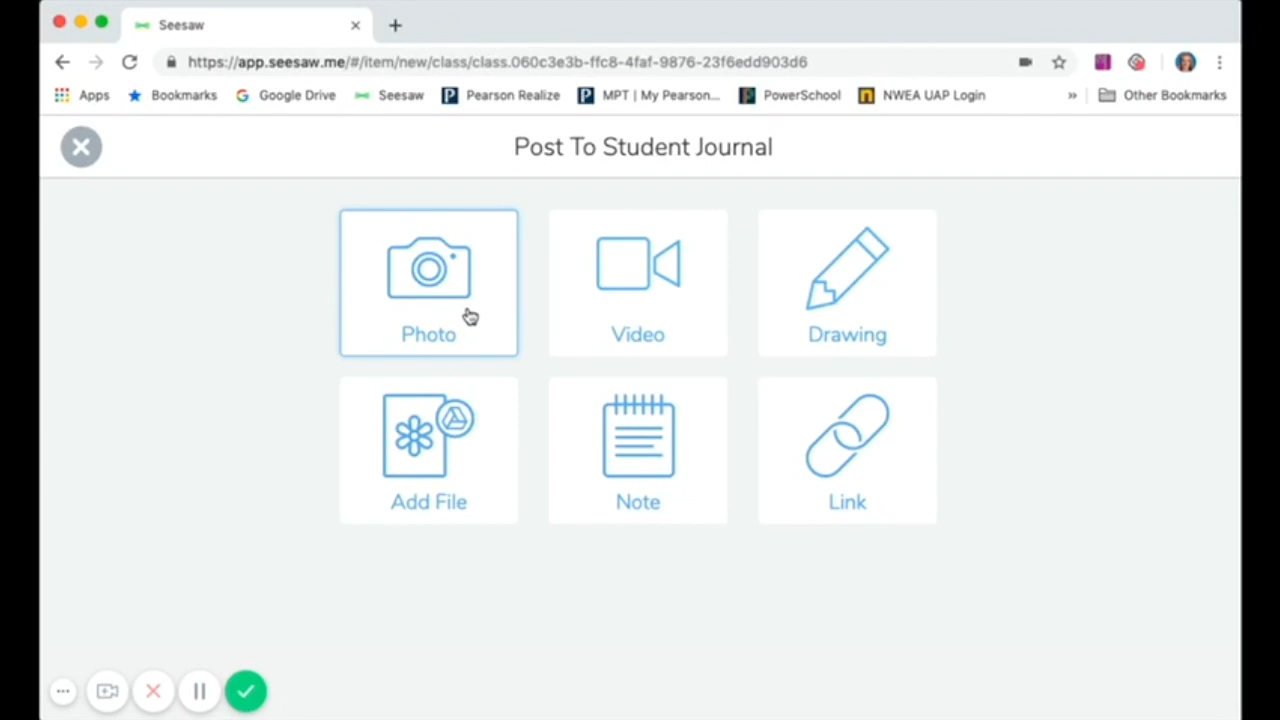 Seesaw
https://app.seesaw.me/#/item/new/class/class.060c3e3b-ffc8-4faf-9876-23f6edd903d6
Apps Bookmarks Google Drive Seesaw Pearson Realize MPT | My Pearson... PowerSchool NWEA UAP Login » Other Bookmarks
Post To Student Journal
Photo Video Drawing
Add File Note Link